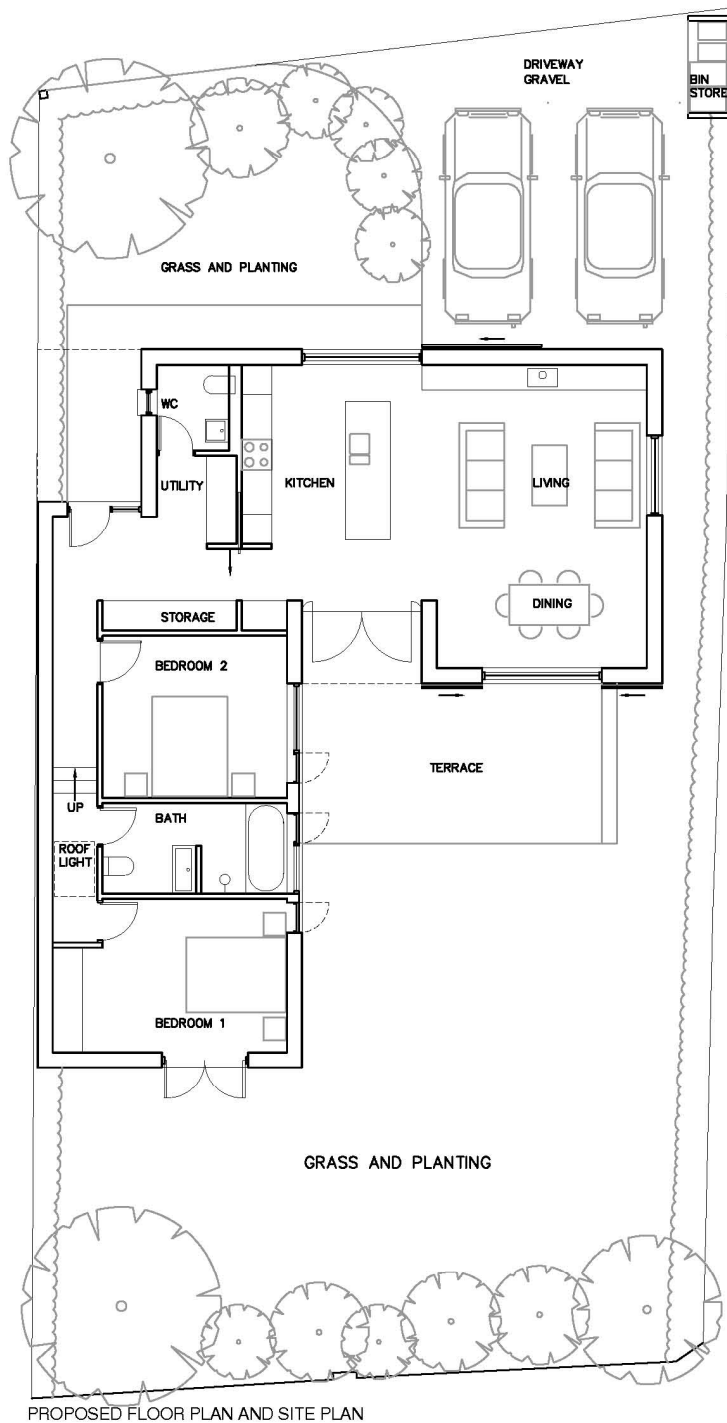 DRIVEWAY
GRAVEL
BIN
STORE
GRASS AND PLANTING
WC
UTILITY
KITCHEN
LIVING
DINING
STORAGE
BEDROOM 2
TERRACE
UP
BATH
ROOF
LIGHT
BEDROOM 1
GRASS AND PLANTING
PROPOSED FLOOR PLAN AND SITE PLAN